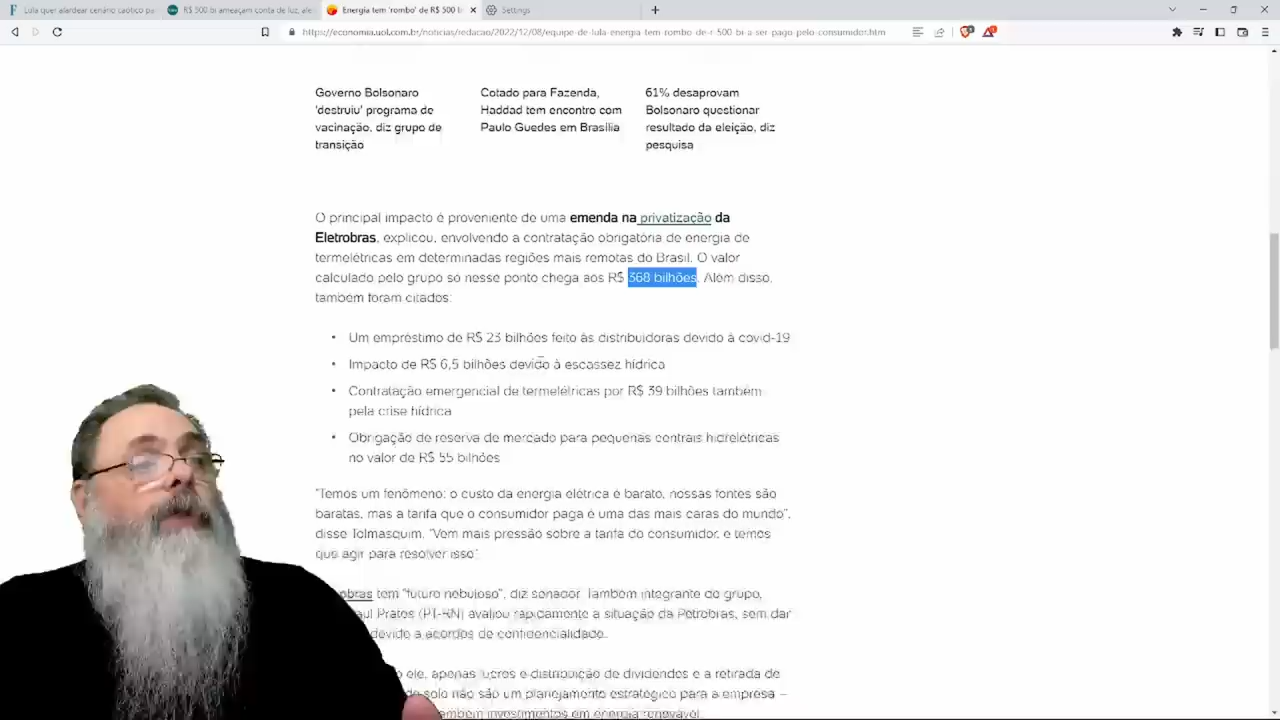 Lula quer alardear cenário caótico pa
R$ 500 bi ameaçam conta de luz, ale
Energia tem 'rombo' de R$ 500 b
Settings
https://economia.uol.com.br/noticias/redacao/2022/12/08/equipe-de-lula-energia-tem-rombo-de-r-500-bi-a-ser-pago-pelo-consumidor.htm
Governo Bolsonaro
'destruiu' programa de
vacinação, diz grupo de
transição
Cotado para Fazenda,
Haddad tem encontro com
Paulo Guedes em Brasília
61% desaprovam
Bolsonaro questionar
resultado da eleição, diz
pesquisa
O principal impacto é proveniente de uma emenda na privatização da
Eletrobras, explicou, envolvendo a contratação obrigatória de energia de
termelétricas em determinadas regiões mais remotas do Brasil. O valor
calculado pelo grupo só nesse ponto chega aos R$ 368 bilhões. Além disso,
também foram citados:
• Um empréstimo de R$ 23 bilhões feito às distribuidoras devido à covid-19
• Impacto de R$ 6,5 bilhões devido à escassez hídrica
• Contratação emergencial de termelétricas por R$ 39 bilhões também
pela crise hídrica
• Obrigação de reserva de mercado para pequenas centrais hidrelétricas
no valor de R$ 55 bilhões
"Temos um fenômeno: o custo da energia elétrica é barato, nossas fontes são
baratas, mas a tarifa que o consumidor paga é uma das mais caras do mundo",
disse Tolmasquim. "Vem mais pressão sobre a tarifa do consumidor, e temos
que agir para resolver isso".
obras tem "futuro nebuloso", diz senador. Também integrante do grupo,
aul Prates (PT-RN) avaliou rapidamente a situação da Petrobras, sem dar
devido a acordos de confidencialidade.
o ele, apenas lucros e distribuição de dividendos e a retirada de
solo não são um planejamento estratégico para a empresa —
também investimentos em energia renovável.